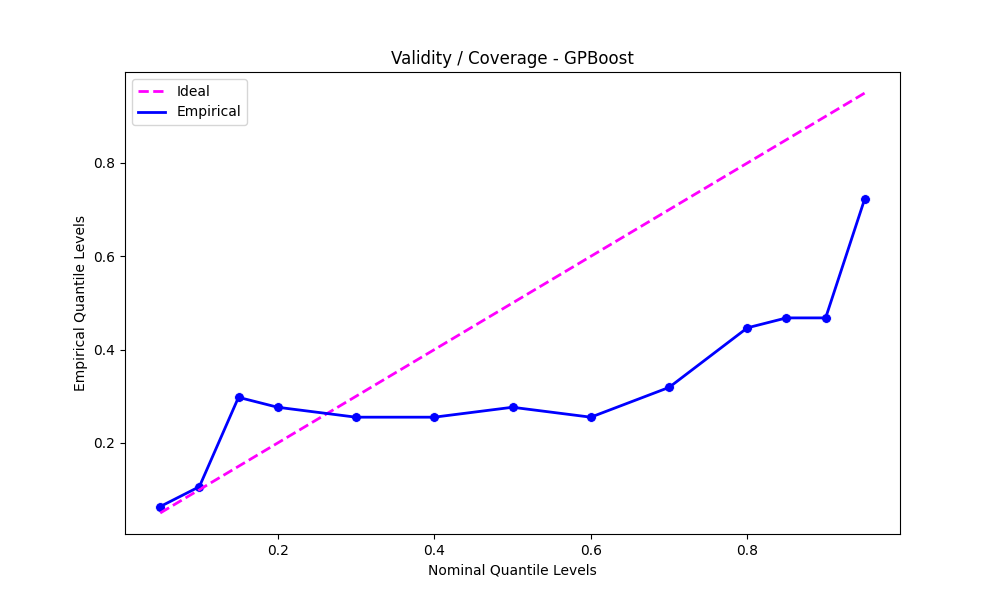 Validity / Coverage - GPBoost
Ideal
Empirical
0.8
0.6
0.4
0.2
Empirical Quantile Levels
0.2 0.4 0.6 0.8
Nominal Quantile Levels